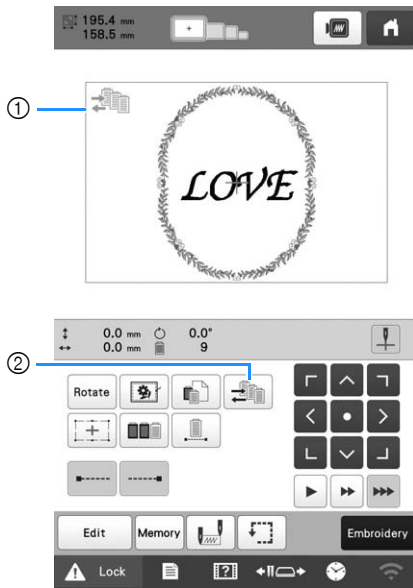 195.4 mm
158.5 mm
①
LOVE
0.0 mm 0.0°
0.0 mm 9
②
Rotate
Edit Memory Embroidery
Lock